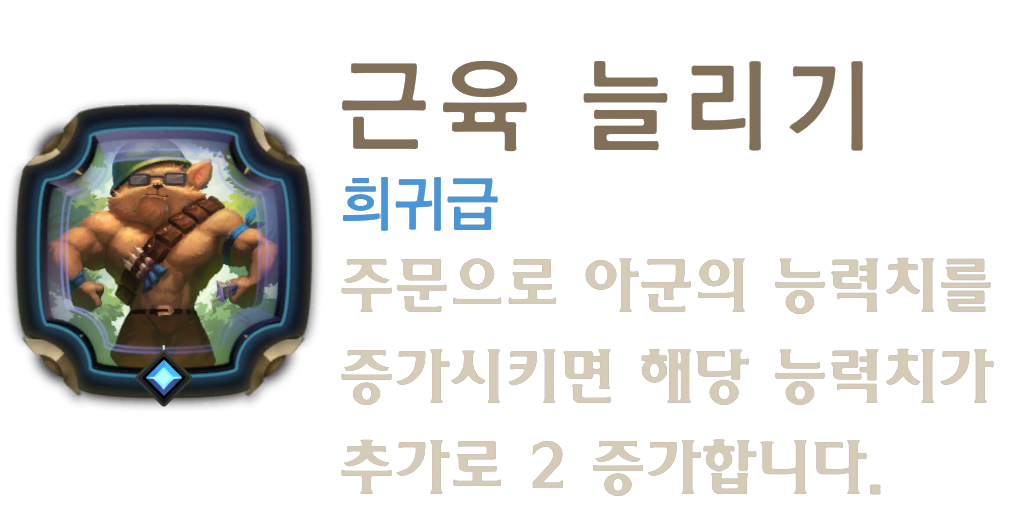 근육 늘리기
희귀급
주문으로 아군의 능력치를
증가시키면 해당 능력치가
추가로 2 증가합니다.